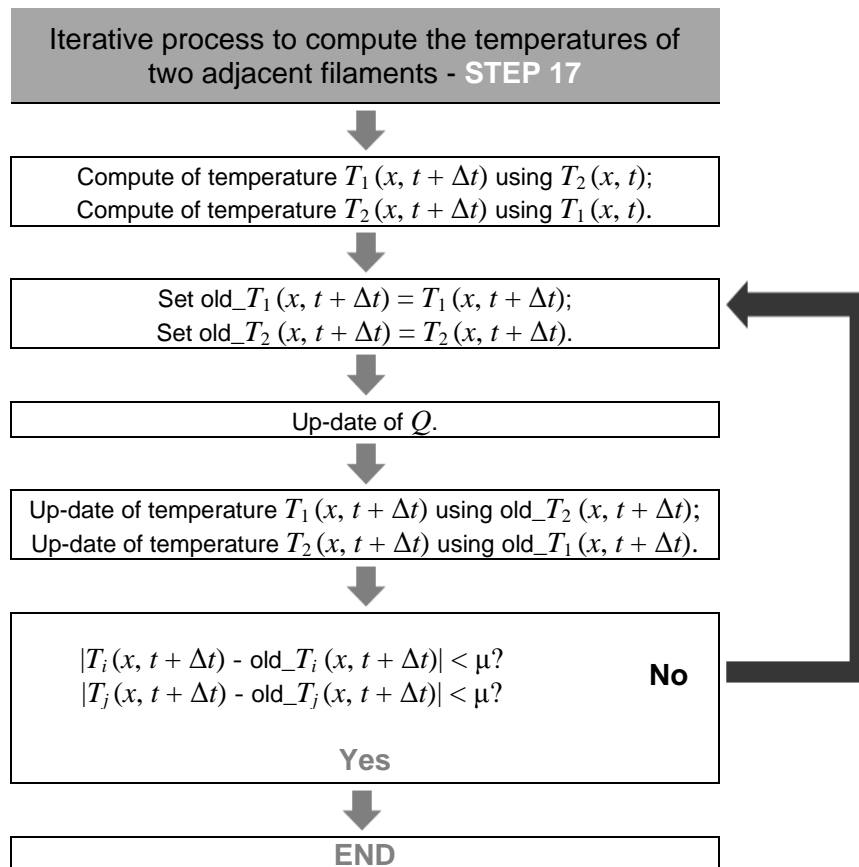 Iterative process to compute the temperatures of
two adjacent filaments - STEP 17
Compute of temperature T₁(x, t + Δt) using T₂(x, t);
Compute of temperature T₂(x, t + Δt) using T₁(x, t).
Set old_T₁(x, t + Δt) = T₁(x, t + Δt);
Set old_T₂ (x, t + Δt) = T₂(x, t + Δt).
Up-date of Q.
Up-date of temperature T₁(x, t + Δt) using old_T₂ (x, t + Δt);
Up-date of temperature T₂(x, t + Δt) using old_T₁(x, t + Δt).
|Tᵢ(x, t + Δt) - old_Tᵢ (x, t + Δt)| < μ?
|Tⱼ(x, t + Δt) - old_Tⱼ(x, t + Δt)| < μ?
No
Yes
END